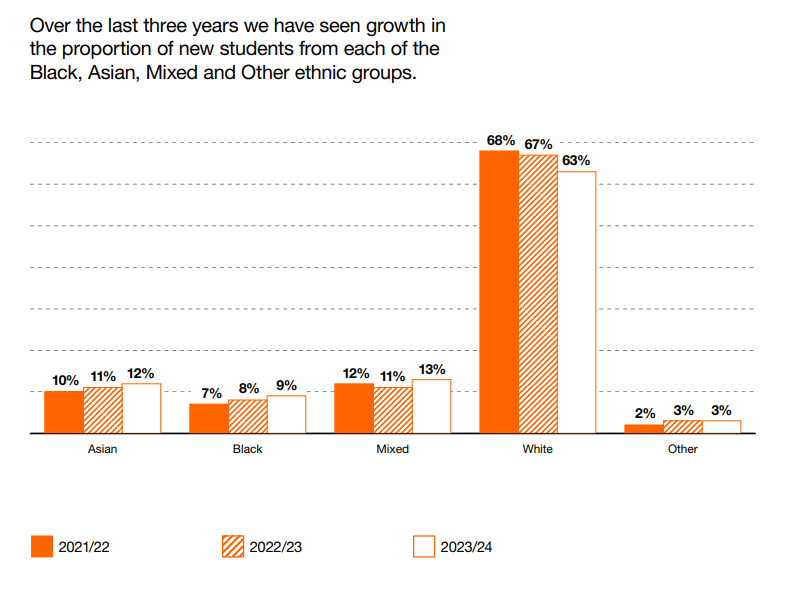 Over the last three years we have seen growth in
the proportion of new students from each of the
Black, Asian, Mixed and Other ethnic groups.
10% 11% 12%
7% 8% 9%
12% 11% 13%
68% 67% 63%
2% 3% 3%
Asian Black Mixed White Other
2021/22 2022/23 2023/24